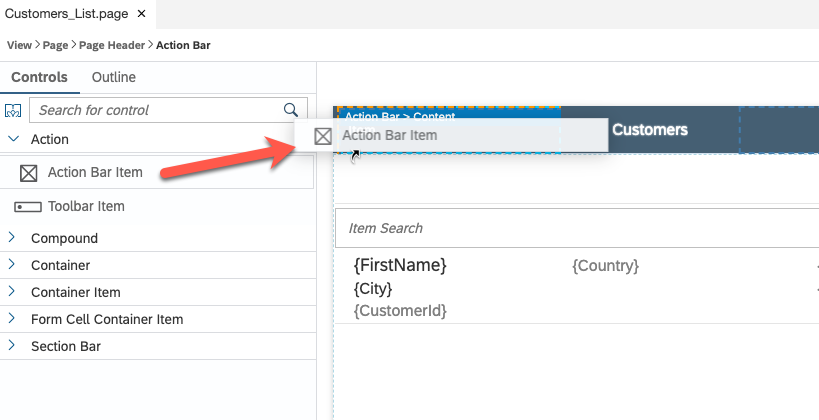 Customers_List.page ×
View > Page > Page Header > Action Bar
Controls Outline
Search for control
Action
Action Bar Item
Toolbar Item
Compound
Container
Container Item
Form Cell Container Item
Section Bar
Action Bar > Content
Action Bar Item
Customers
Item Search
{FirstName} {Country}
{City}
{CustomerId}